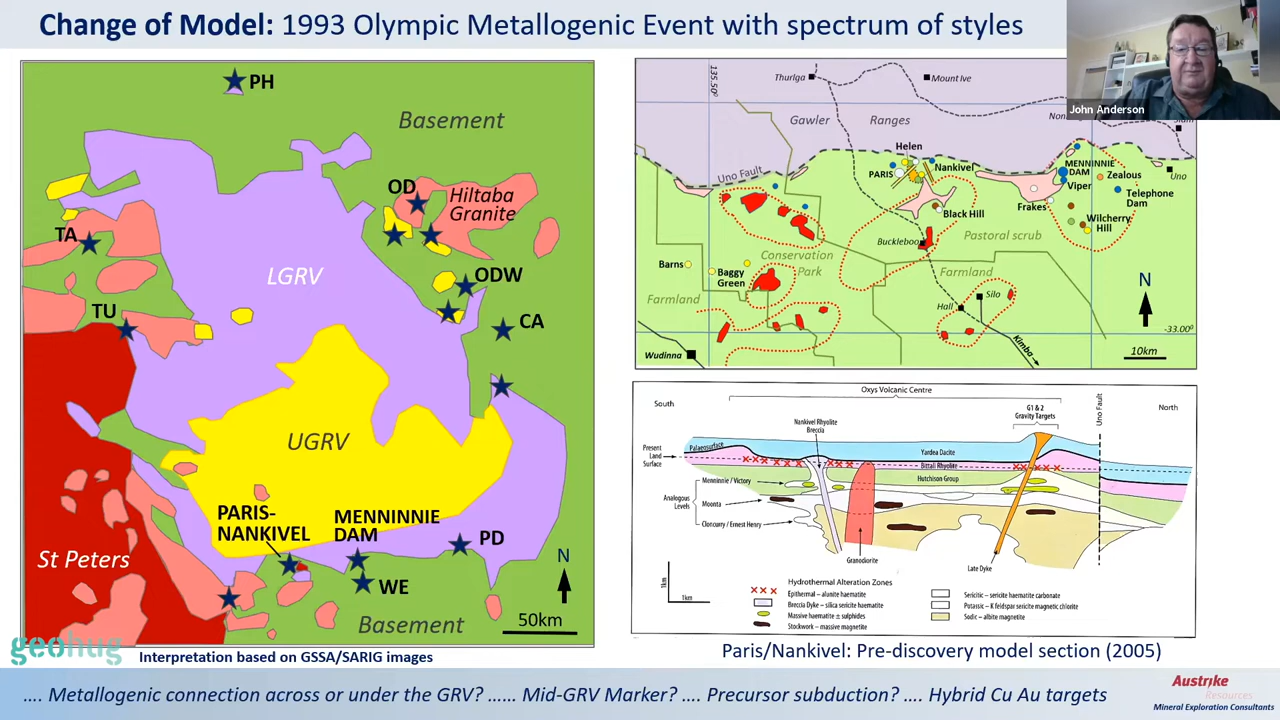 Change of Model: 1993 Olympic Metallogenic Event with spectrum of styles
John Anderson
PH
Basement
OD
Hiltaba
Granite
TA
LGRV
ODW
TU
CA
UGRV
PARIS-
NANKIVEL
MENNINNIE
DAM
PD
St Peters
WE
N
Basement
50km
geohug
Interpretation based on GSSA/SARIG images
135.50°
Thurlga
Mount Ive
Gawler
Ranges
Non
Siam
Helen
Uno Fault
PARIS
Nankivel
MENNINNIE
DAM
Zealous
Uno
Viper
Telephone
Dam
Frakes
Black Hill
Wilcherry
Hill
Buckleboo
Pastoral scrub
Conservation
Park
Barns
Baggy
Green
Farmland
Farmland
Silo
Hall
N
-33.00°
Kimba
Wudinna
10km
Oxys Volcanic Centre
South
North
G1 & 2
Gravity Targets
Uno Fault
Nankivel Rhyolite
Breccia
Present
Land
Surface
Palaeosurface
Yardea Dacite
Bittali Rhyolite
Hutchison Group
Menninnie / Victory
Analogous
Levels
Moonta
Cloncurry / Ernest Henry
Granodiorite
Late Dyke
1km
1km
Hydrothermal Alteration Zones
Epithermal – alunite haematite
Breccia Dyke – silica sericite haematite
Massive haematite ± sulphides
Stockwork – massive magnetite
Sericitic – sericite haematite carbonate
Potassic – K feldspar sericite magnetic chlorite
Sodic – albite magnetite
Paris/Nankivel: Pre-discovery model section (2005)
.... Metallogenic connection across or under the GRV? ...... Mid-GRV Marker? .... Precursor subduction? .... Hybrid Cu Au targets
Austrike
Resources
Mineral Exploration Consultants